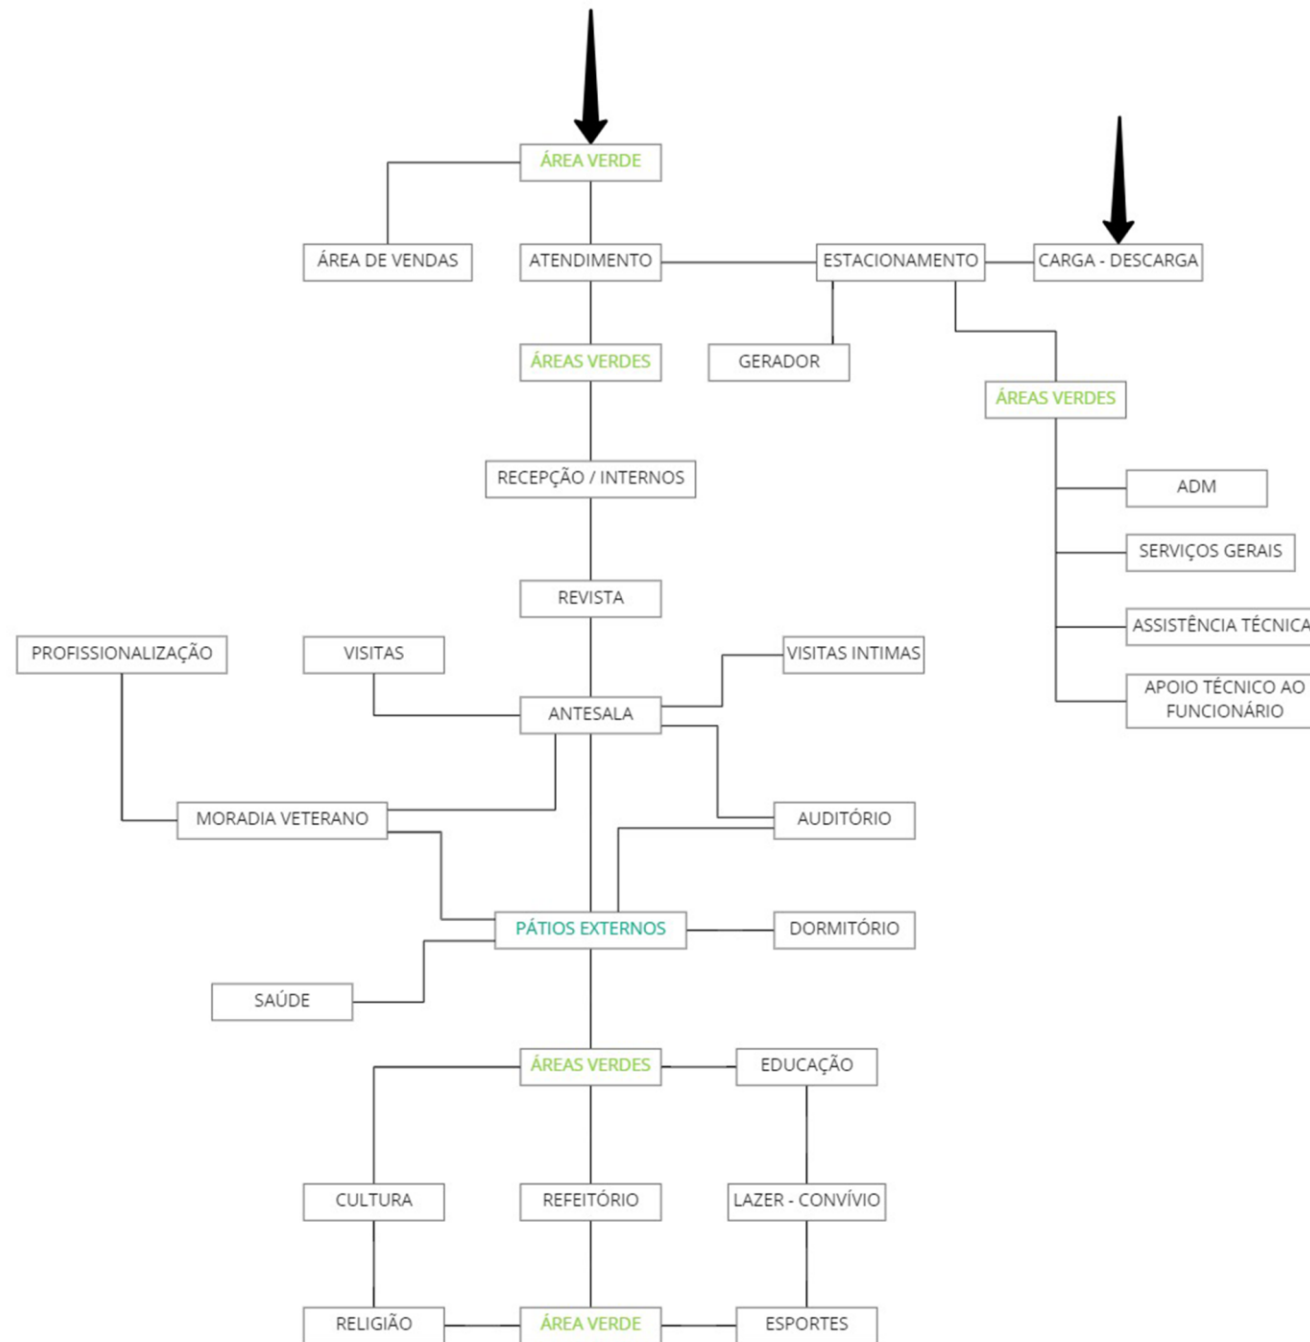 ÁREA VERDE
ÁREA DE VENDAS
ATENDIMENTO
ESTACIONAMENTO
CARGA - DESCARGA
ÁREAS VERDES
GERADOR
ÁREAS VERDES
RECEPÇÃO / INTERNOS
ADM
SERVIÇOS GERAIS
REVISTA
ASSISTÊNCIA TÉCNICA
PROFISSIONALIZAÇÃO
VISITAS
VISITAS INTIMAS
APOIO TÉCNICO AO
FUNCIONÁRIO
ANTESALA
MORADIA VETERANO
AUDITÓRIO
PÁTIOS EXTERNOS
DORMITÓRIO
SAÚDE
ÁREAS VERDES
EDUCAÇÃO
CULTURA
REFEITÓRIO
LAZER - CONVÍVIO
RELIGIÃO
ÁREA VERDE
ESPORTES